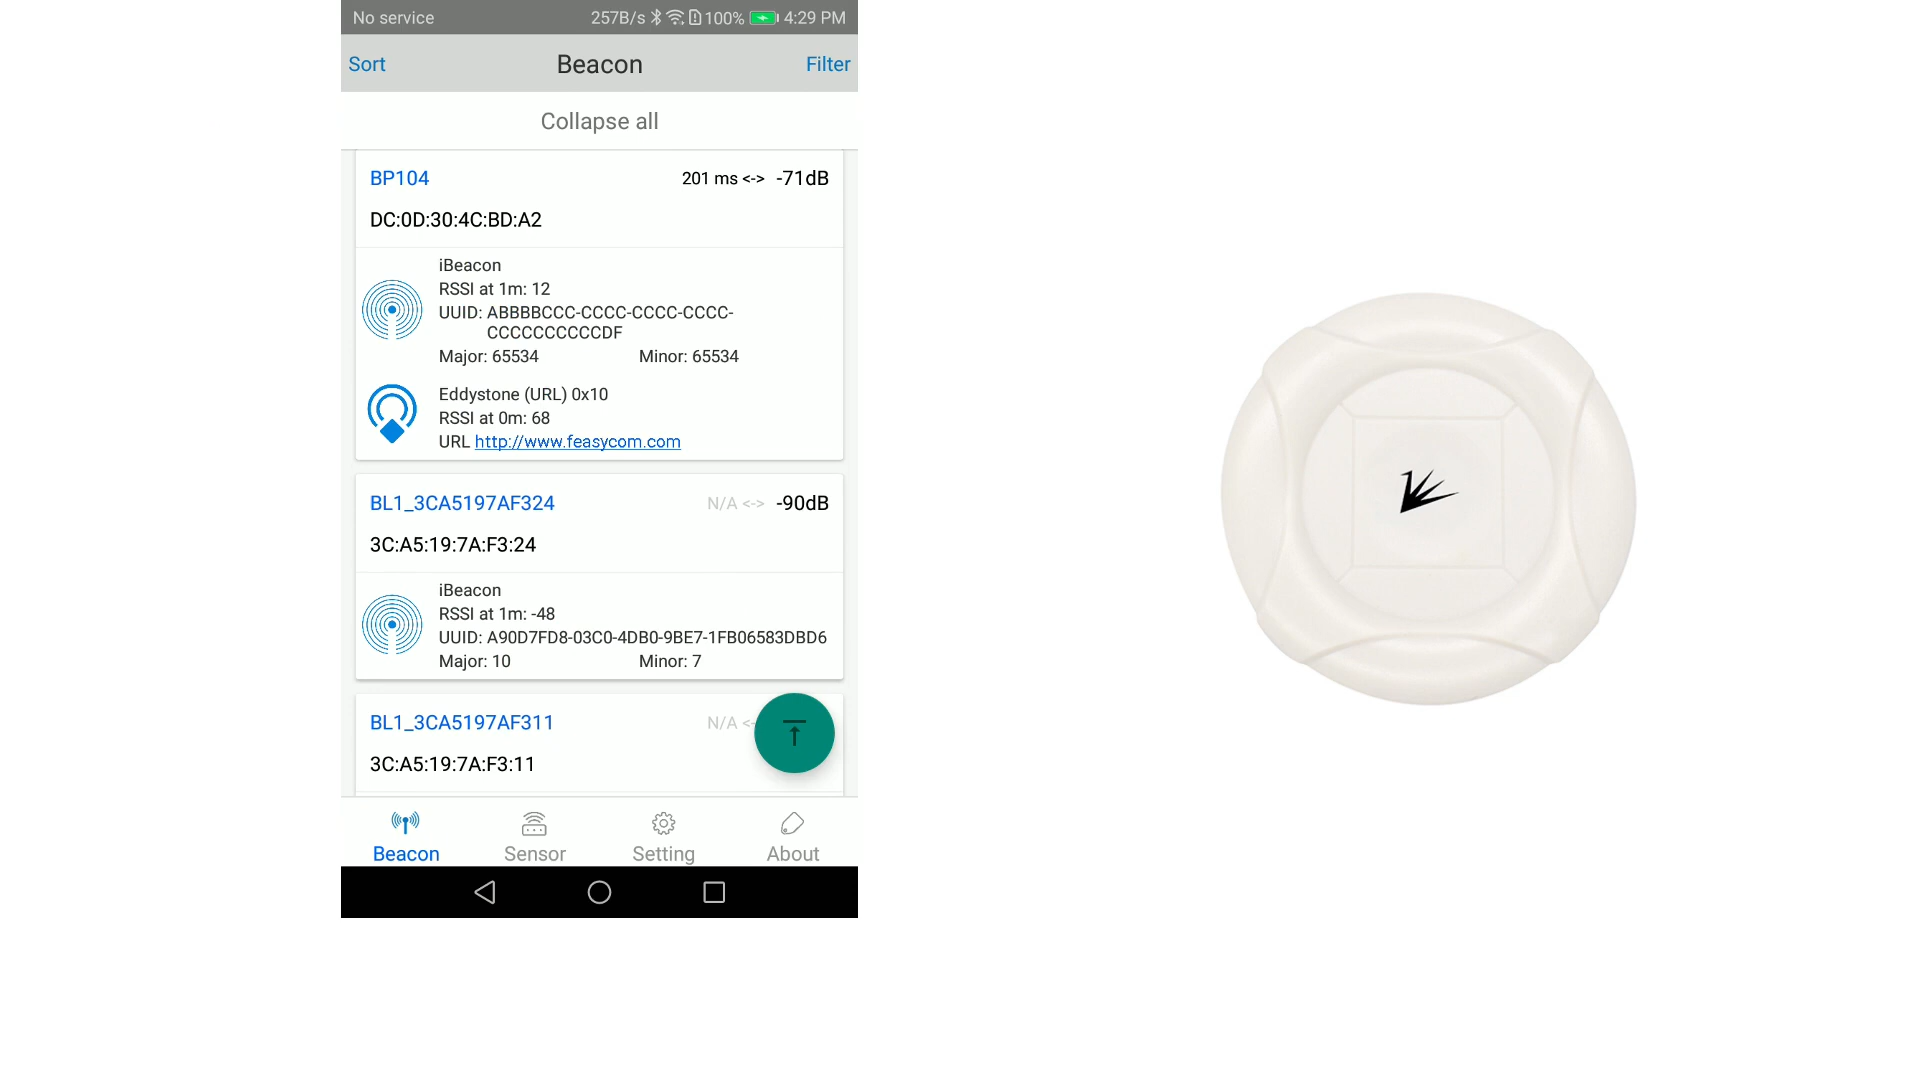 No service 257B/s 100% 4:29 PM
Sort Beacon Filter
Collapse all
BP104 201 ms <-> -71dB
DC:0D:30:4C:BD:A2
iBeacon
RSSI at 1m: 12
UUID: ABBBBCCC-CCCC-CCCC-CCCC-
CCCCCCCCCCDF
Major: 65534 Minor: 65534
Eddystone (URL) 0x10
RSSI at 0m: 68
URL http://www.feasycom.com
BL1_3CA5197AF324 N/A <-> -90dB
3C:A5:19:7A:F3:24
iBeacon
RSSI at 1m: -48
UUID: A90D7FD8-03C0-4DB0-9BE7-1FB06583DBD6
Major: 10 Minor: 7
BL1_3CA5197AF311 N/A <-
3C:A5:19:7A:F3:11
Beacon Sensor Setting About